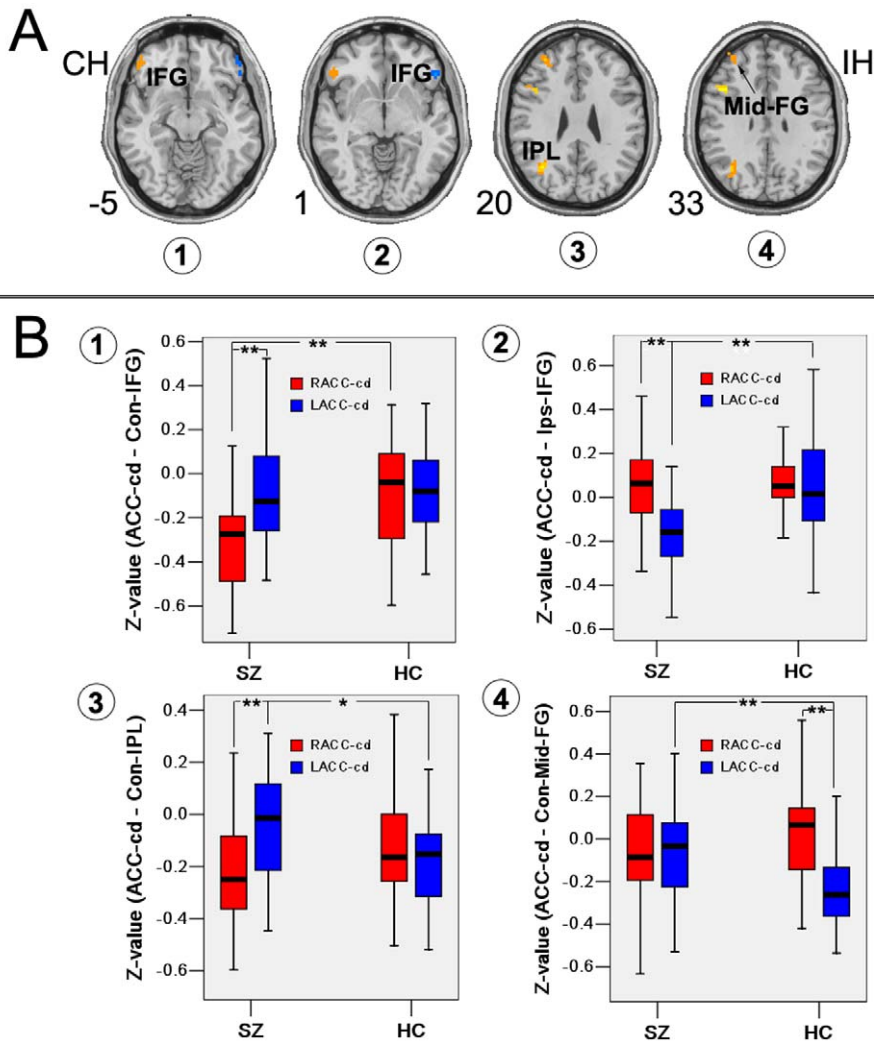 A
CH
IFG
IFG
IPL
Mid-FG
IH
-5
1
20
33
1
2
3
4
B
1
Z-value (ACC-cd - Con-IFG)
0.6
0.4
0.2
0.0
-0.2
-0.4
-0.6
**
**
RACC-cd
LACC-cd
SZ
HC
2
Z-value (ACC-cd - Ips-IFG)
0.6
0.4
0.2
0.0
-0.2
-0.4
-0.6
**
**
RACC-cd
LACC-cd
SZ
HC
3
Z-value (ACC-cd - Con-IPL)
0.4
0.2
0.0
-0.2
-0.4
-0.6
**
*
RACC-cd
LACC-cd
SZ
HC
4
Z-value (ACC-cd - Con-Mid-FG)
0.6
0.4
0.2
0.0
-0.2
-0.4
-0.6
**
**
RACC-cd
LACC-cd
SZ
HC